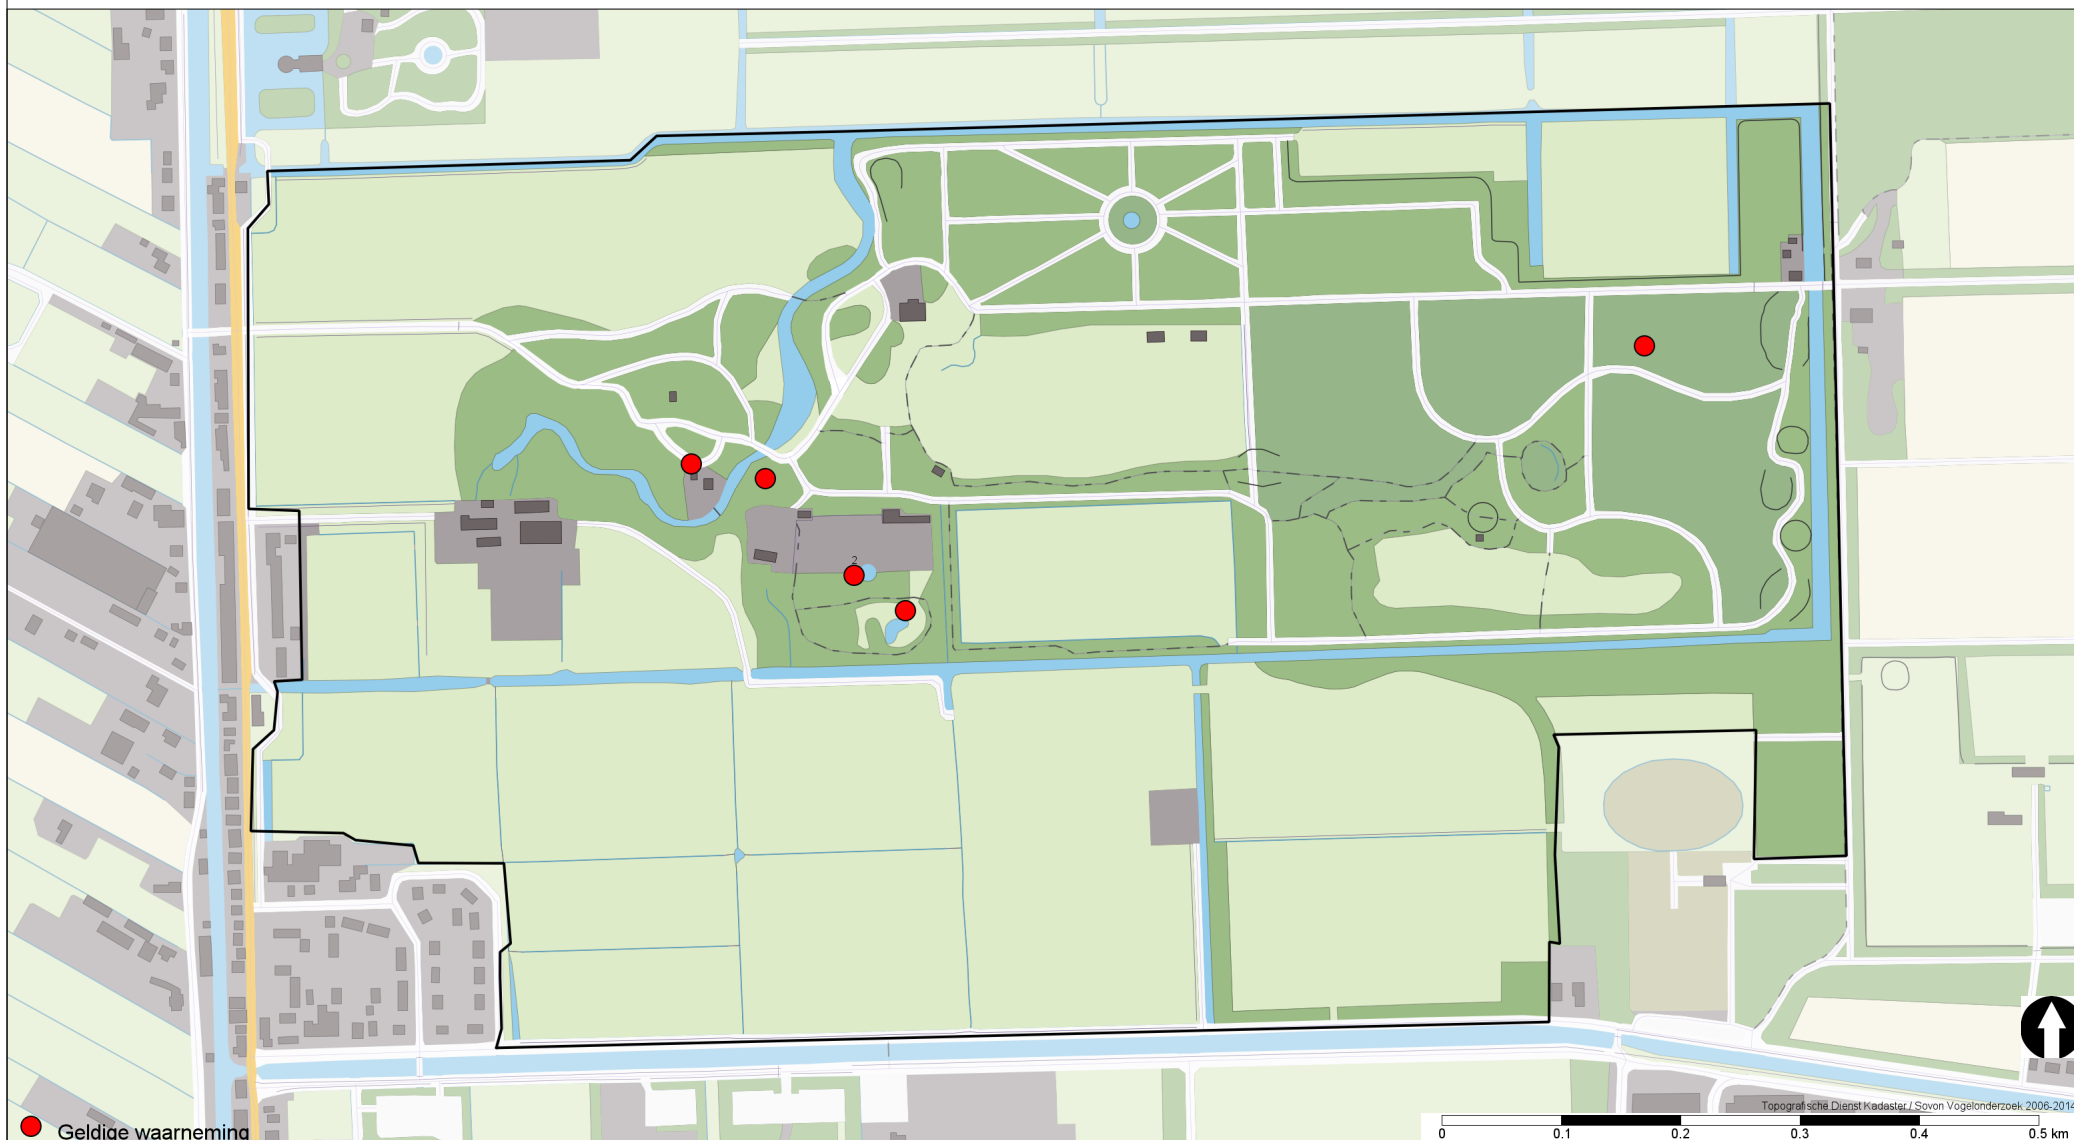 2
Topografische Dienst Kadaster / Sovon Vogelonderzoek 2006-2014
Geldige waarneming
0 0.1 0.2 0.3 0.4 0.5 km